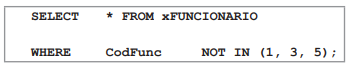 SELECT * FROM xFUNCIONARIO
WHERE CodFunc NOT IN (1, 3, 5);